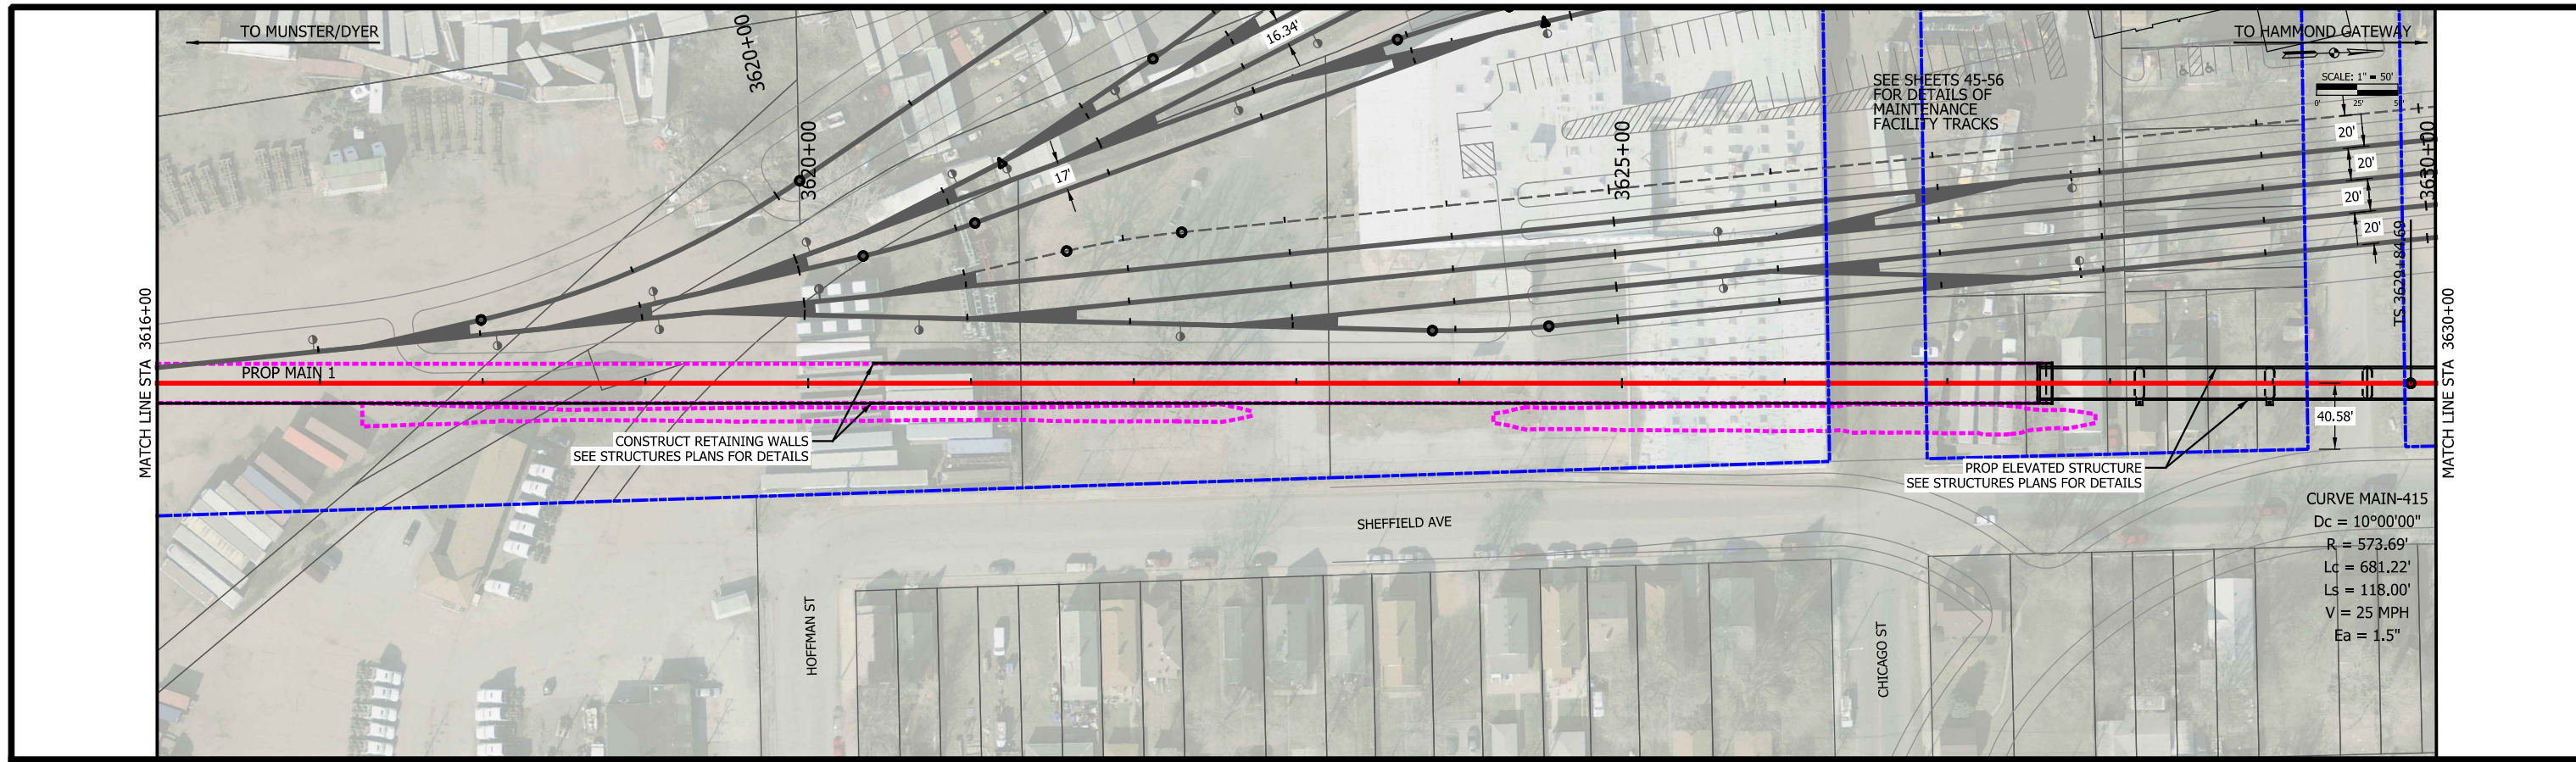 TO MUNSTER/DYER
3620+00
16.34'
TO HAMMOND GATEWAY
SCALE: 1" = 50'
0' 25' 50'
SEE SHEETS 45-56
FOR DETAILS OF
MAINTENANCE
FACILITY TRACKS
3620+00
3625+00
3630+00
17'
20'
20'
20'
20'
TS 3629+84.69
MATCH LINE STA 3616+00
MATCH LINE STA 3630+00
PROP MAIN 1
40.58'
CONSTRUCT RETAINING WALLS
SEE STRUCTURES PLANS FOR DETAILS
PROP ELEVATED STRUCTURE
SEE STRUCTURES PLANS FOR DETAILS
SHEFFIELD AVE
CURVE MAIN-415
Dc = 10°00'00"
R = 573.69'
Lc = 681.22'
Ls = 118.00'
V = 25 MPH
Ea = 1.5"
HOFFMAN ST
CHICAGO ST